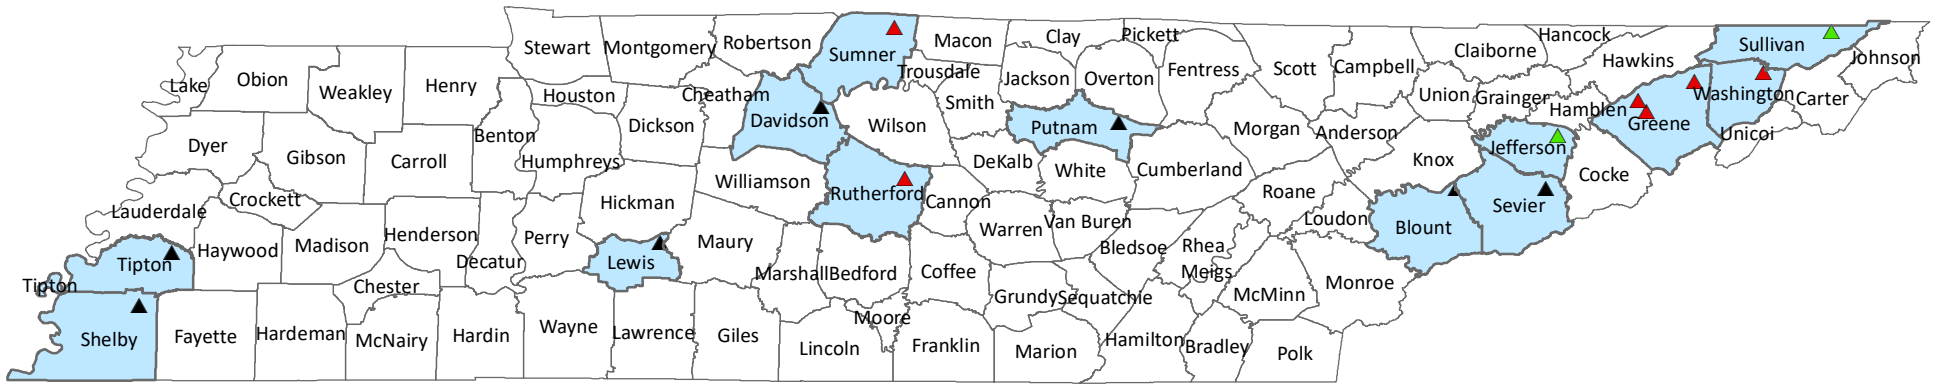 Stewart
Montgomery
Robertson
Sumner
Macon
Clay
Pickett
Trousdale
Jackson
Overton
Fentress
Scott
Campbell
Claiborne
Hancock
Hawkins
Sullivan
Johnson
Lake
Obion
Weakley
Henry
Houston
Cheatham
Dickson
Davidson
Wilson
Smith
Putnam
Morgan
Anderson
Union
Grainger
Hamblen
Greene
Washington
Carter
Unicoi
Dyer
Gibson
Carroll
Benton
Humphreys
Williamson
Rutherford
Cannon
DeKalb
White
Cumberland
Roane
Knox
Jefferson
Cocke
Lauderdale
Crockett
Haywood
Madison
Henderson
Decatur
Perry
Hickman
Lewis
Maury
Marshall
Bedford
Coffee
Warren
Van Buren
Bledsoe
Rhea
Meigs
Loudon
Blount
Sevier
Tipton
Tipton
Shelby
Fayette
Hardeman
Chester
McNairy
Hardin
Wayne
Lawrence
Giles
Lincoln
Moore
Franklin
Grundy
Sequatchie
Marion
Hamilton
Bradley
McMinn
Polk
Monroe